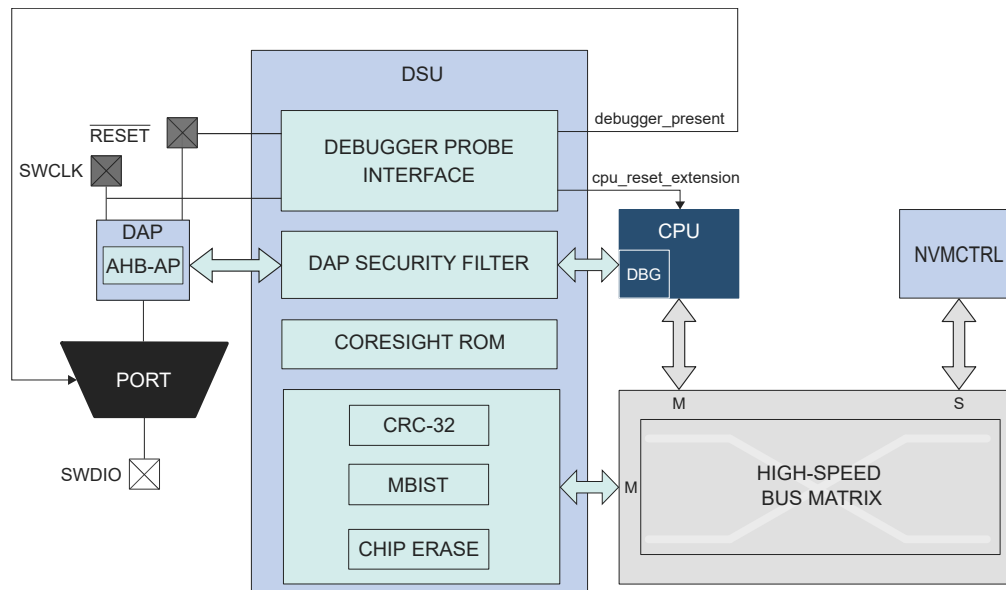 DSU
debugger_present
RESET
DEBUGGER PROBE
INTERFACE
SWCLK
cpu_reset_extension
DAP
CPU
AHB-AP
DAP SECURITY FILTER
DBG
NVMCTRL
CORESIGHT ROM
PORT
M
S
CRC-32
SWDIO
MBIST
M
HIGH-SPEED
BUS MATRIX
CHIP ERASE